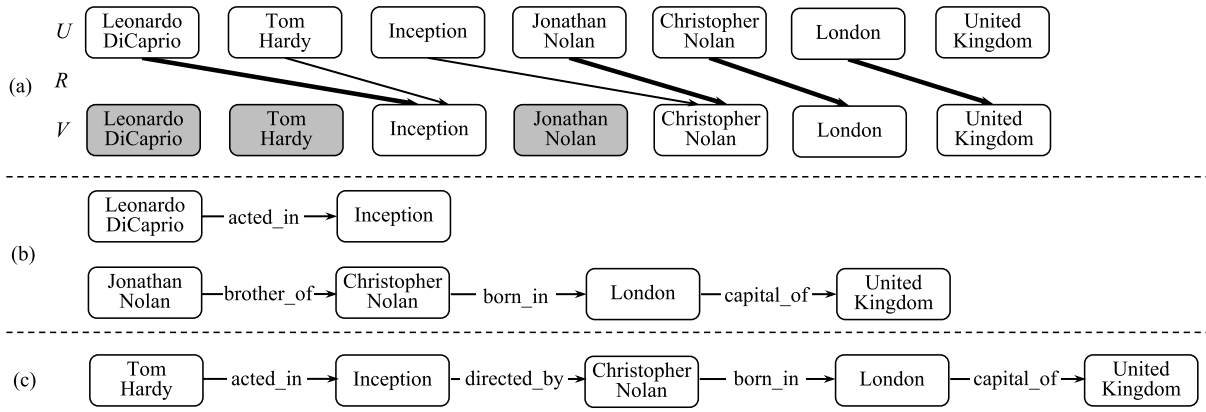 U
Leonardo
DiCaprio
Tom
Hardy
Inception
Jonathan
Nolan
Christopher
Nolan
London
United
Kingdom
(a)
R
V
Leonardo
DiCaprio
Tom
Hardy
Inception
Jonathan
Nolan
Christopher
Nolan
London
United
Kingdom
(b)
Leonardo
DiCaprio
acted_in
Inception
Jonathan
Nolan
brother_of
Christopher
Nolan
born_in
London
capital_of
United
Kingdom
(c)
Tom
Hardy
acted_in
Inception
directed_by
Christopher
Nolan
born_in
London
capital_of
United
Kingdom